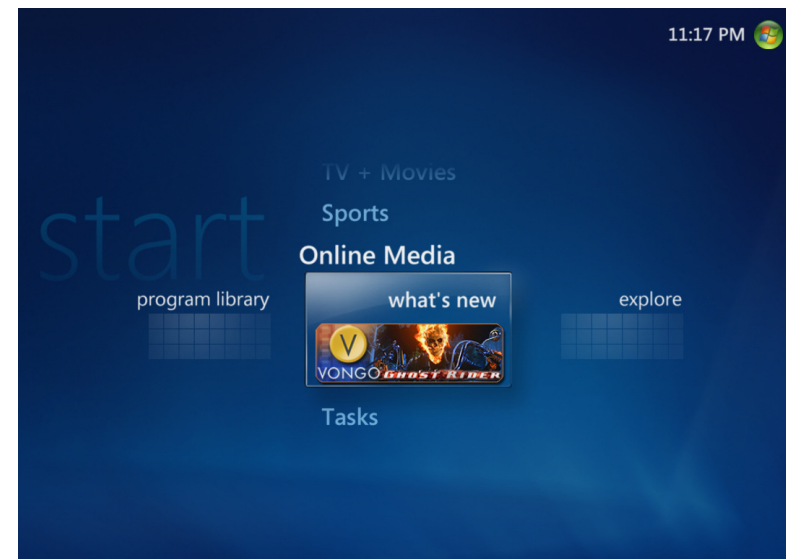 11:17 PM
start
TV + Movies
Sports
Online Media
program library
what's new
explore
V
VONGO GHOST RIDER
Tasks